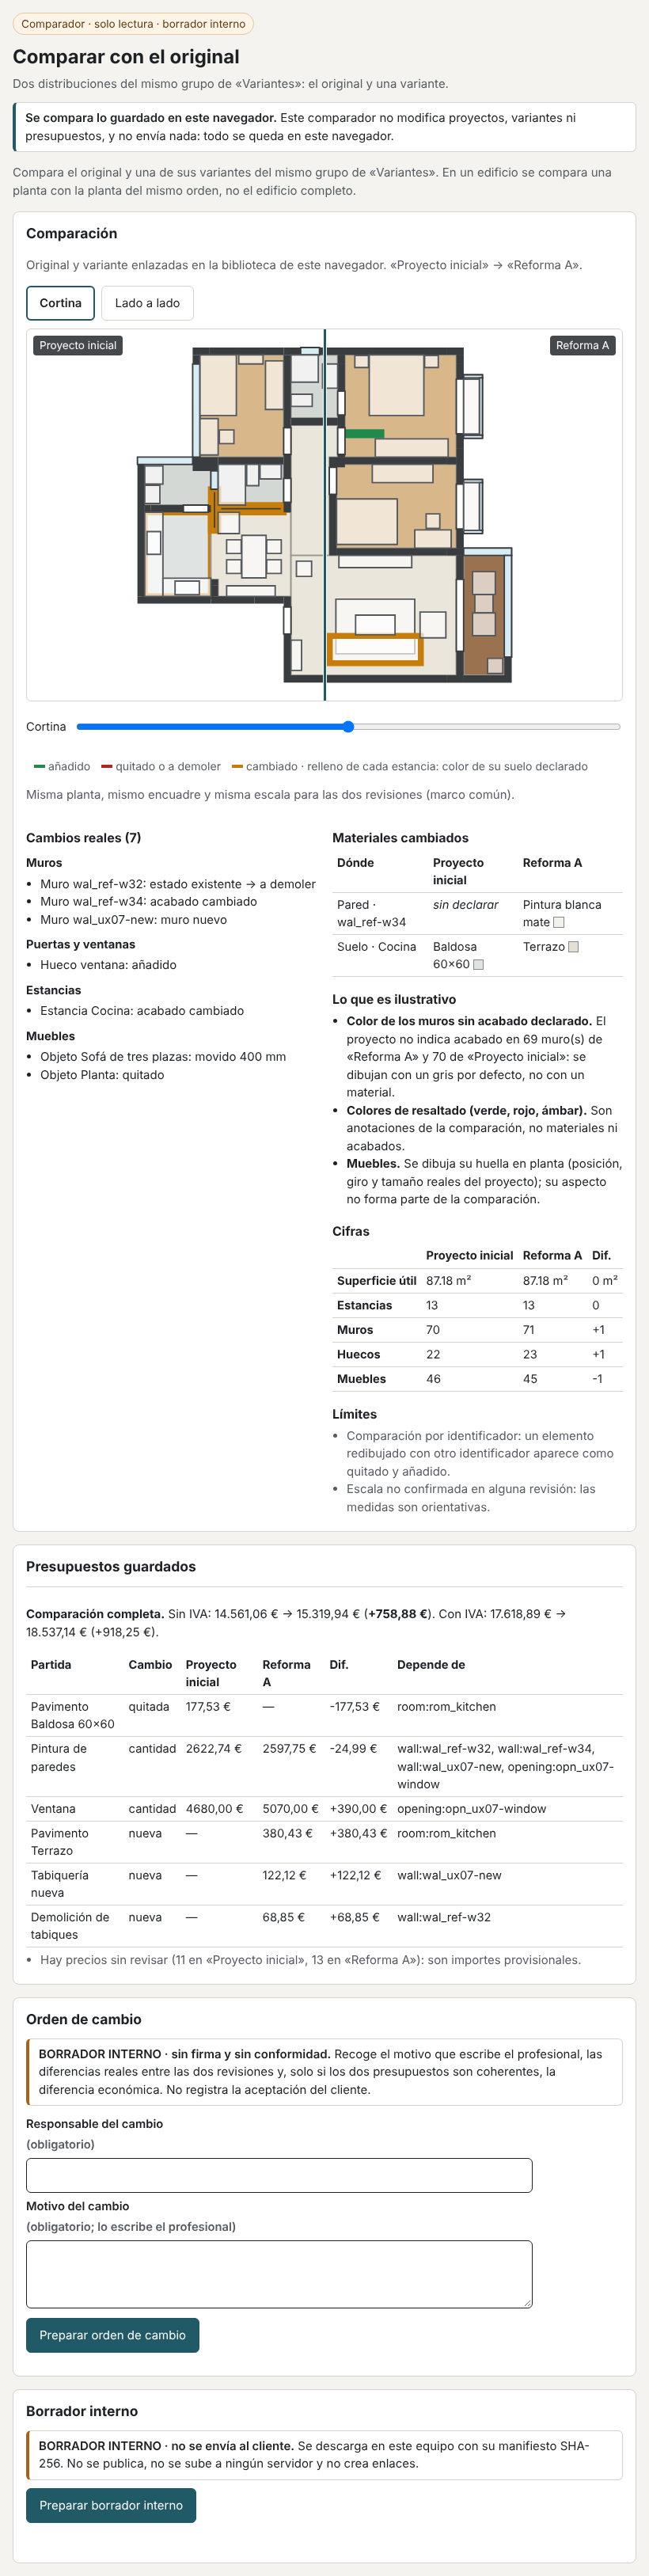 Comparador · solo lectura · borrador interno
Comparar con el original
Dos distribuciones del mismo grupo de «Variantes»: el original y una variante.
Se compara lo guardado en este navegador. Este comparador no modifica proyectos, variantes ni
presupuestos, y no envía nada: todo se queda en este navegador.
Compara el original y una de sus variantes del mismo grupo de «Variantes». En un edificio se compara una
planta con la planta del mismo orden, no el edificio completo.
Comparación
Original y variante enlazadas en la biblioteca de este navegador. «Proyecto inicial» → «Reforma A».
Cortina Lado a lado
Proyecto inicial Reforma A
Cortina
añadido quitado o a demoler cambiado · relleno de cada estancia: color de su suelo declarado
Misma planta, mismo encuadre y misma escala para las dos revisiones (marco común).
Cambios reales (7)
Muros
• Muro wal_ref-w32: estado existente → a demoler
• Muro wal_ref-w34: acabado cambiado
• Muro wal_ux07-new: muro nuevo
Puertas y ventanas
• Hueco ventana: añadido
Estancias
• Estancia Cocina: acabado cambiado
Muebles
• Objeto Sofá de tres plazas: movido 400 mm
• Objeto Planta: quitado
Materiales cambiados
Dónde Proyecto inicial Reforma A
Pared · wal_ref-w34 sin declarar Pintura blanca mate
Suelo · Cocina Baldosa 60×60 Terrazo
Lo que es ilustrativo
• Color de los muros sin acabado declarado. El
proyecto no indica acabado en 69 muro(s) de
«Reforma A» y 70 de «Proyecto inicial»: se
dibujan con un gris por defecto, no con un
material.
• Colores de resaltado (verde, rojo, ámbar). Son
anotaciones de la comparación, no materiales ni
acabados.
• Muebles. Se dibuja su huella en planta (posición,
giro y tamaño reales del proyecto); su aspecto
no forma parte de la comparación.
Cifras
Proyecto inicial Reforma A Dif.
Superficie útil 87.18 m² 87.18 m² 0 m²
Estancias 13 13 0
Muros 70 71 +1
Huecos 22 23 +1
Muebles 46 45 -1
Límites
• Comparación por identificador: un elemento
redibujado con otro identificador aparece como
quitado y añadido.
• Escala no confirmada en alguna revisión: las
medidas son orientativas.
Presupuestos guardados
Comparación completa. Sin IVA: 14.561,06 € → 15.319,94 € (+758,88 €). Con IVA: 17.618,89 € →
18.537,14 € (+918,25 €).
Partida Cambio Proyecto inicial Reforma A Dif. Depende de
Pavimento Baldosa 60×60 quitada 177,53 € — -177,53 € room:rom_kitchen
Pintura de paredes cantidad 2622,74 € 2597,75 € -24,99 € wall:wal_ref-w32, wall:wal_ref-w34, wall:wal_ux07-new, opening:opn_ux07-window
Ventana cantidad 4680,00 € 5070,00 € +390,00 € opening:opn_ux07-window
Pavimento Terrazo nueva — 380,43 € +380,43 € room:rom_kitchen
Tabiquería nueva nueva — 122,12 € +122,12 € wall:wal_ux07-new
Demolición de tabiques nueva — 68,85 € +68,85 € wall:wal_ref-w32
• Hay precios sin revisar (11 en «Proyecto inicial», 13 en «Reforma A»): son importes provisionales.
Orden de cambio
BORRADOR INTERNO · sin firma y sin conformidad. Recoge el motivo que escribe el profesional, las
diferencias reales entre las dos revisiones y, solo si los dos presupuestos son coherentes, la
diferencia económica. No registra la aceptación del cliente.
Responsable del cambio
(obligatorio)
Motivo del cambio
(obligatorio; lo escribe el profesional)
Preparar orden de cambio
Borrador interno
BORRADOR INTERNO · no se envía al cliente. Se descarga en este equipo con su manifiesto SHA-
256. No se publica, no se sube a ningún servidor y no crea enlaces.
Preparar borrador interno